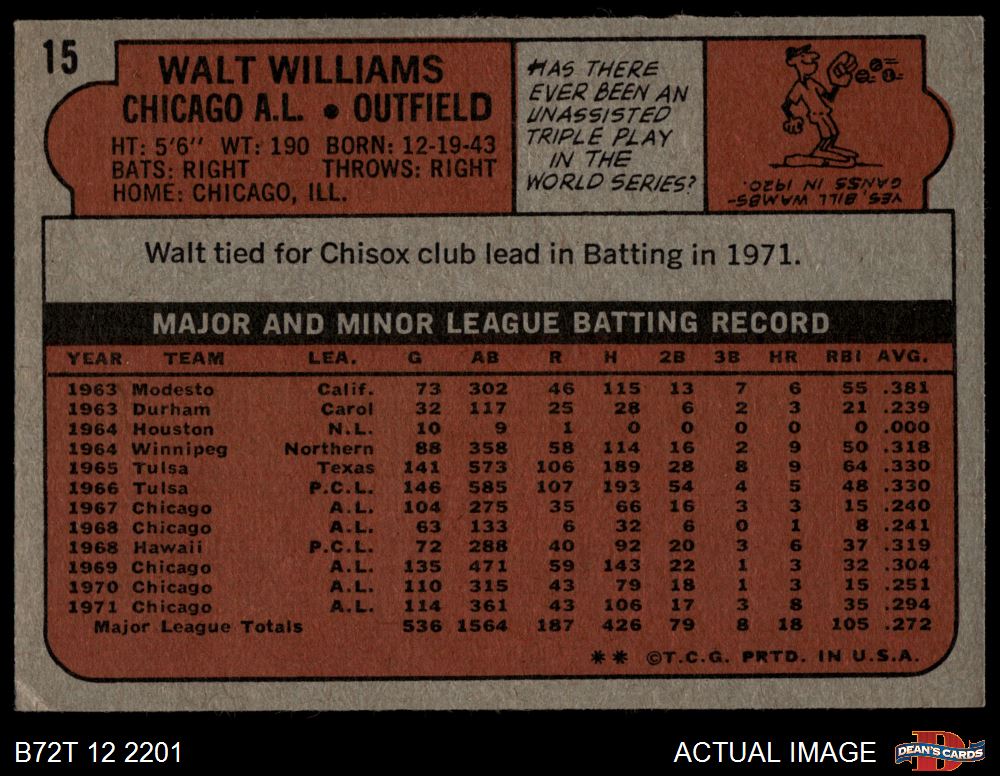 15
WALT WILLIAMS
CHICAGO A.L. • OUTFIELD
HT: 5'6" WT: 190 BORN: 12-19-43
BATS: RIGHT THROWS: RIGHT
HOME: CHICAGO, ILL.
HAS THERE
EVER BEEN AN
UNASSISTED
TRIPLE PLAY
IN THE
WORLD SERIES?
YES, BILL WAMBS-
GANSS IN 1920.
Walt tied for Chisox club lead in Batting in 1971.
MAJOR AND MINOR LEAGUE BATTING RECORD
YEAR TEAM LEA. G AB R H 2B 3B HR RBI AVG.
1963 Modesto Calif. 73 302 46 115 13 7 6 55 .381
1963 Durham Carol 32 117 25 28 6 2 3 21 .239
1964 Houston N.L. 10 9 1 0 0 0 0 0 .000
1964 Winnipeg Northern 88 358 58 114 16 2 9 50 .318
1965 Tulsa Texas 141 573 106 189 28 8 9 64 .330
1966 Tulsa P.C.L. 146 585 107 193 54 4 5 48 .330
1967 Chicago A.L. 104 275 35 66 16 3 3 15 .240
1968 Chicago A.L. 63 133 6 32 6 0 1 8 .241
1968 Hawaii P.C.L. 72 288 40 92 20 3 6 37 .319
1969 Chicago A.L. 135 471 59 143 22 1 3 32 .304
1970 Chicago A.L. 110 315 43 79 18 1 3 15 .251
1971 Chicago A.L. 114 361 43 106 17 3 8 35 .294
Major League Totals 536 1564 187 426 79 8 18 105 .272
** ©T.C.G. PRTD. IN U.S.A.
B72T 12 2201
ACTUAL IMAGE
DEAN'S CARDS